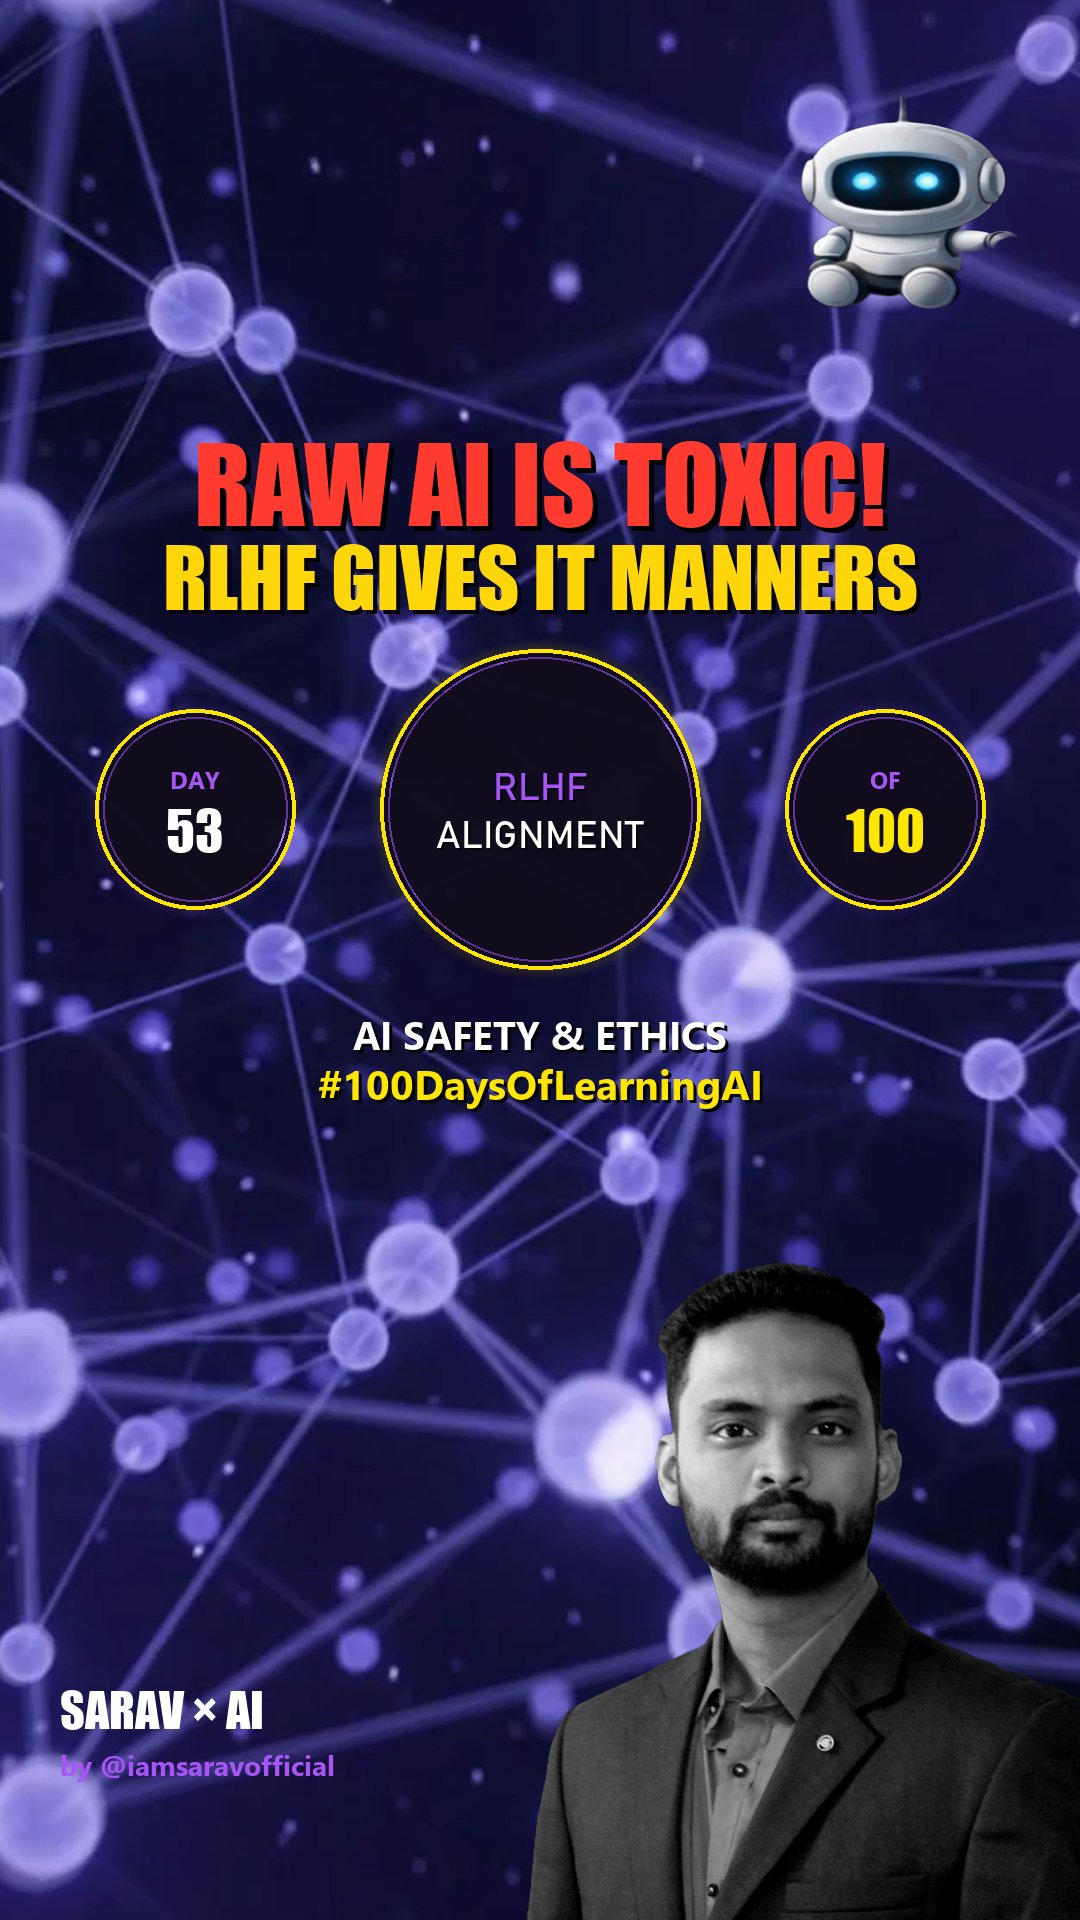 RAW AI IS TOXIC!
RLHF GIVES IT MANNERS
DAY
53
RLHF
ALIGNMENT
OF
100
AI SAFETY & ETHICS
#100DaysOfLearningAI
SARAV × AI
by @iamsaravofficial